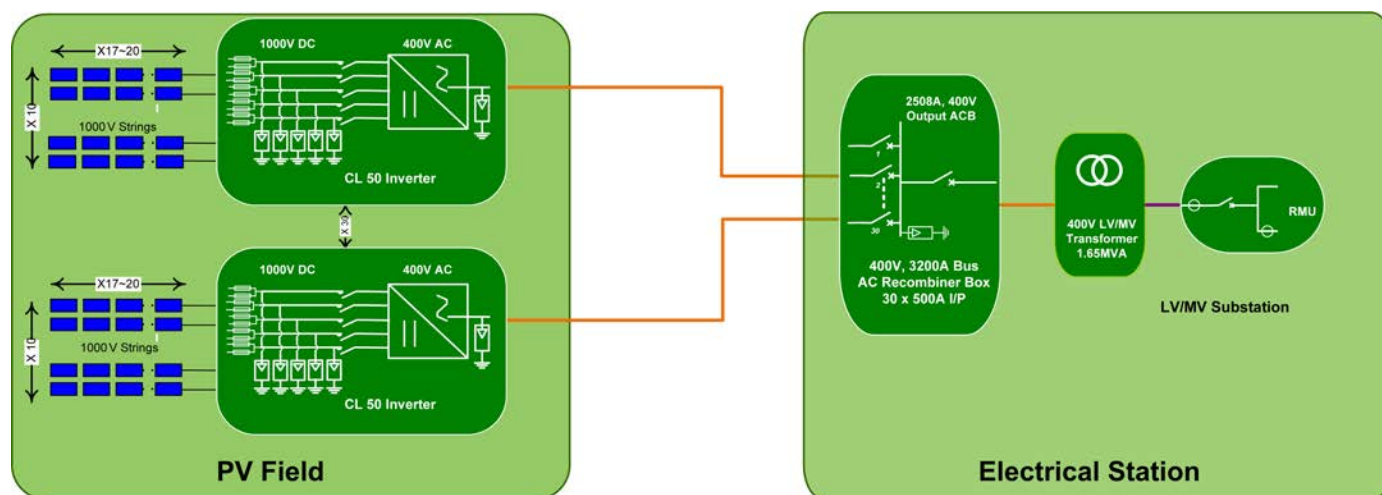 1000V DC
400V AC
X17~20
X 10
1000V Strings
CL 50 Inverter
X 30
1000V DC
400V AC
X17~20
X 10
1000V Strings
CL 50 Inverter
PV Field
2508A, 400V
Output ACB
1
2
30
400V, 3200A Bus
AC Recombiner Box
30 x 500A I/P
400V LV/MV
Transformer
1.65MVA
RMU
LV/MV Substation
Electrical Station